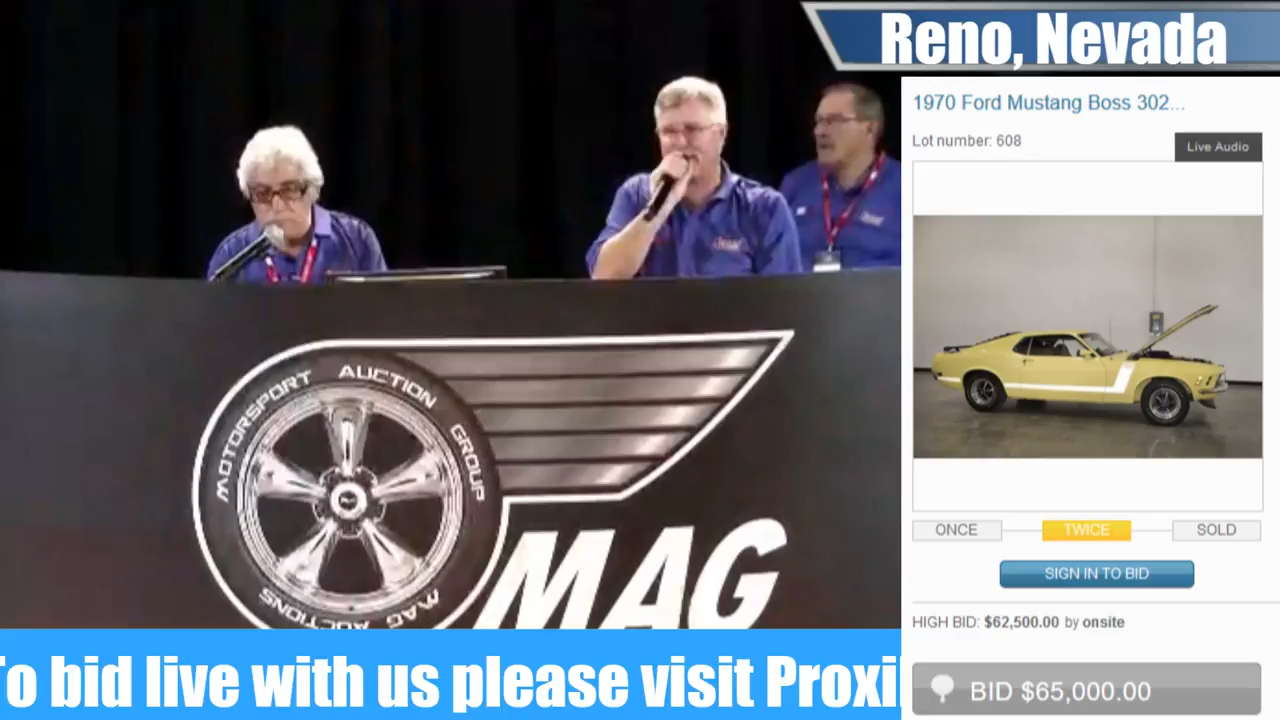 Reno, Nevada
1970 Ford Mustang Boss 302...
Lot number: 608
Live Audio
MOTORSPORT AUCTION GROUP
MAG AUCTIONS
MAG
ONCE
TWICE
SOLD
SIGN IN TO BID
HIGH BID: $62,500.00 by onsite
BID $65,000.00
To bid live with us please visit Proxi